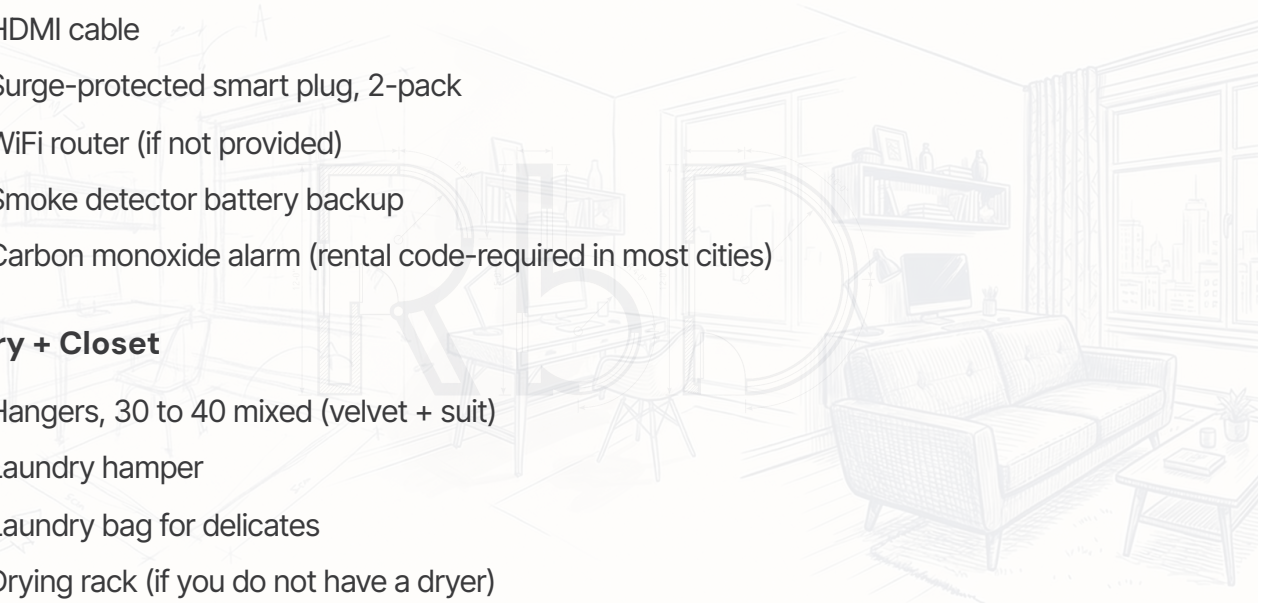 HDMI cable
Surge-protected smart plug, 2-pack
WiFi router (if not provided)
Smoke detector battery backup
Carbon monoxide alarm (rental code-required in most cities)
ry + Closet
Hangers, 30 to 40 mixed (velvet + suit)
Laundry hamper
Laundry bag for delicates
Drying rack (if you do not have a dryer)